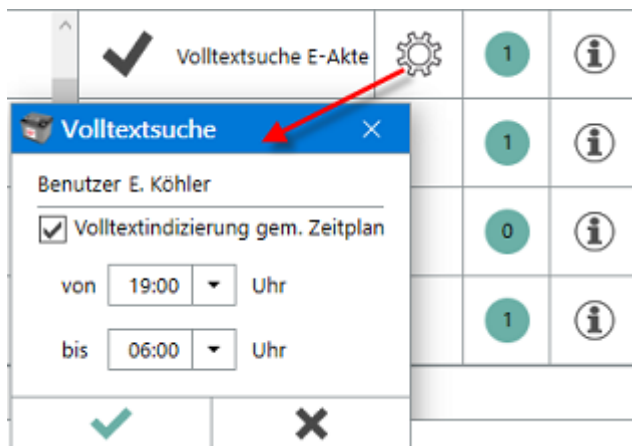 Volltextsuche E-Akte 1
Volltextsuche
1
Benutzer E. Köhler
Volltextindizierung gem. Zeitplan
0
von 19:00 Uhr
1
bis 06:00 Uhr